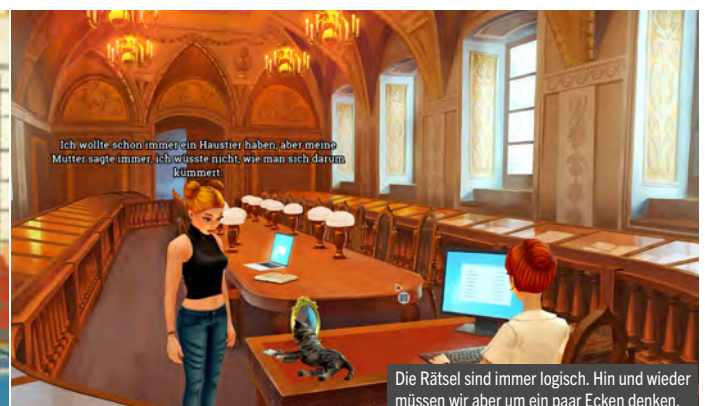 Ich wollte schon immer ein Haustier haben, aber meine
Mutter sagte immer, ich wüsste nicht, wie man sich darum
kümmert
Die Rätsel sind immer logisch. Hin und wieder
müssen wir aber um ein paar Ecken denken.